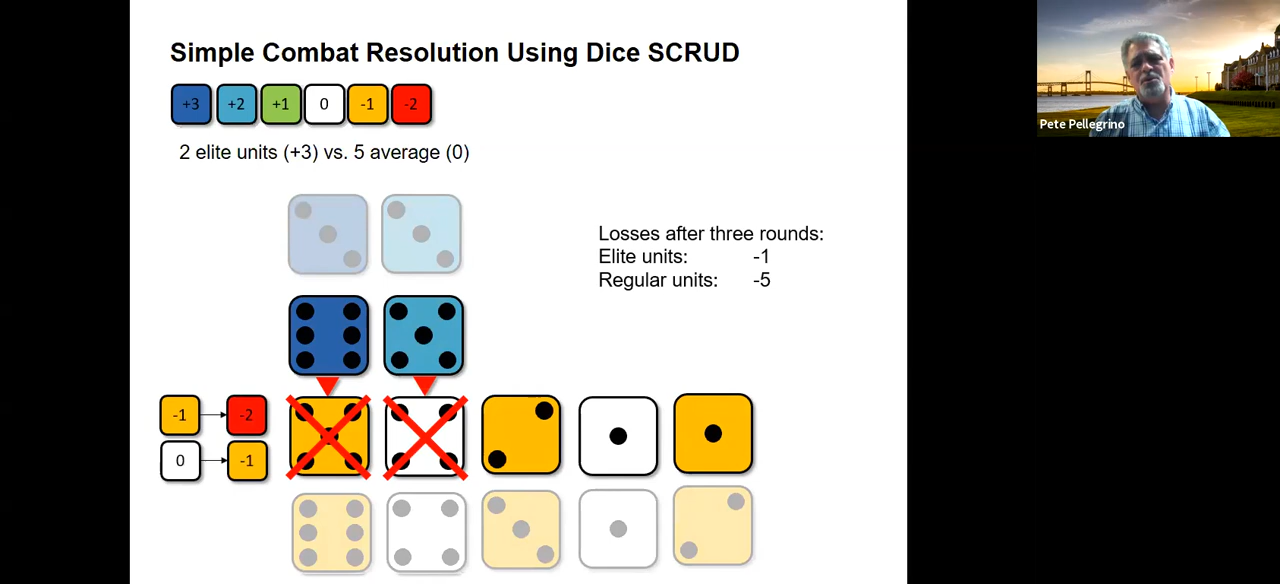 Simple Combat Resolution Using Dice SCRUD
+3 +2 +1 0 -1 -2
2 elite units (+3) vs. 5 average (0)
Pete Pellegrino
Losses after three rounds:
Elite units: -1
Regular units: -5
-1 -2
0 -1